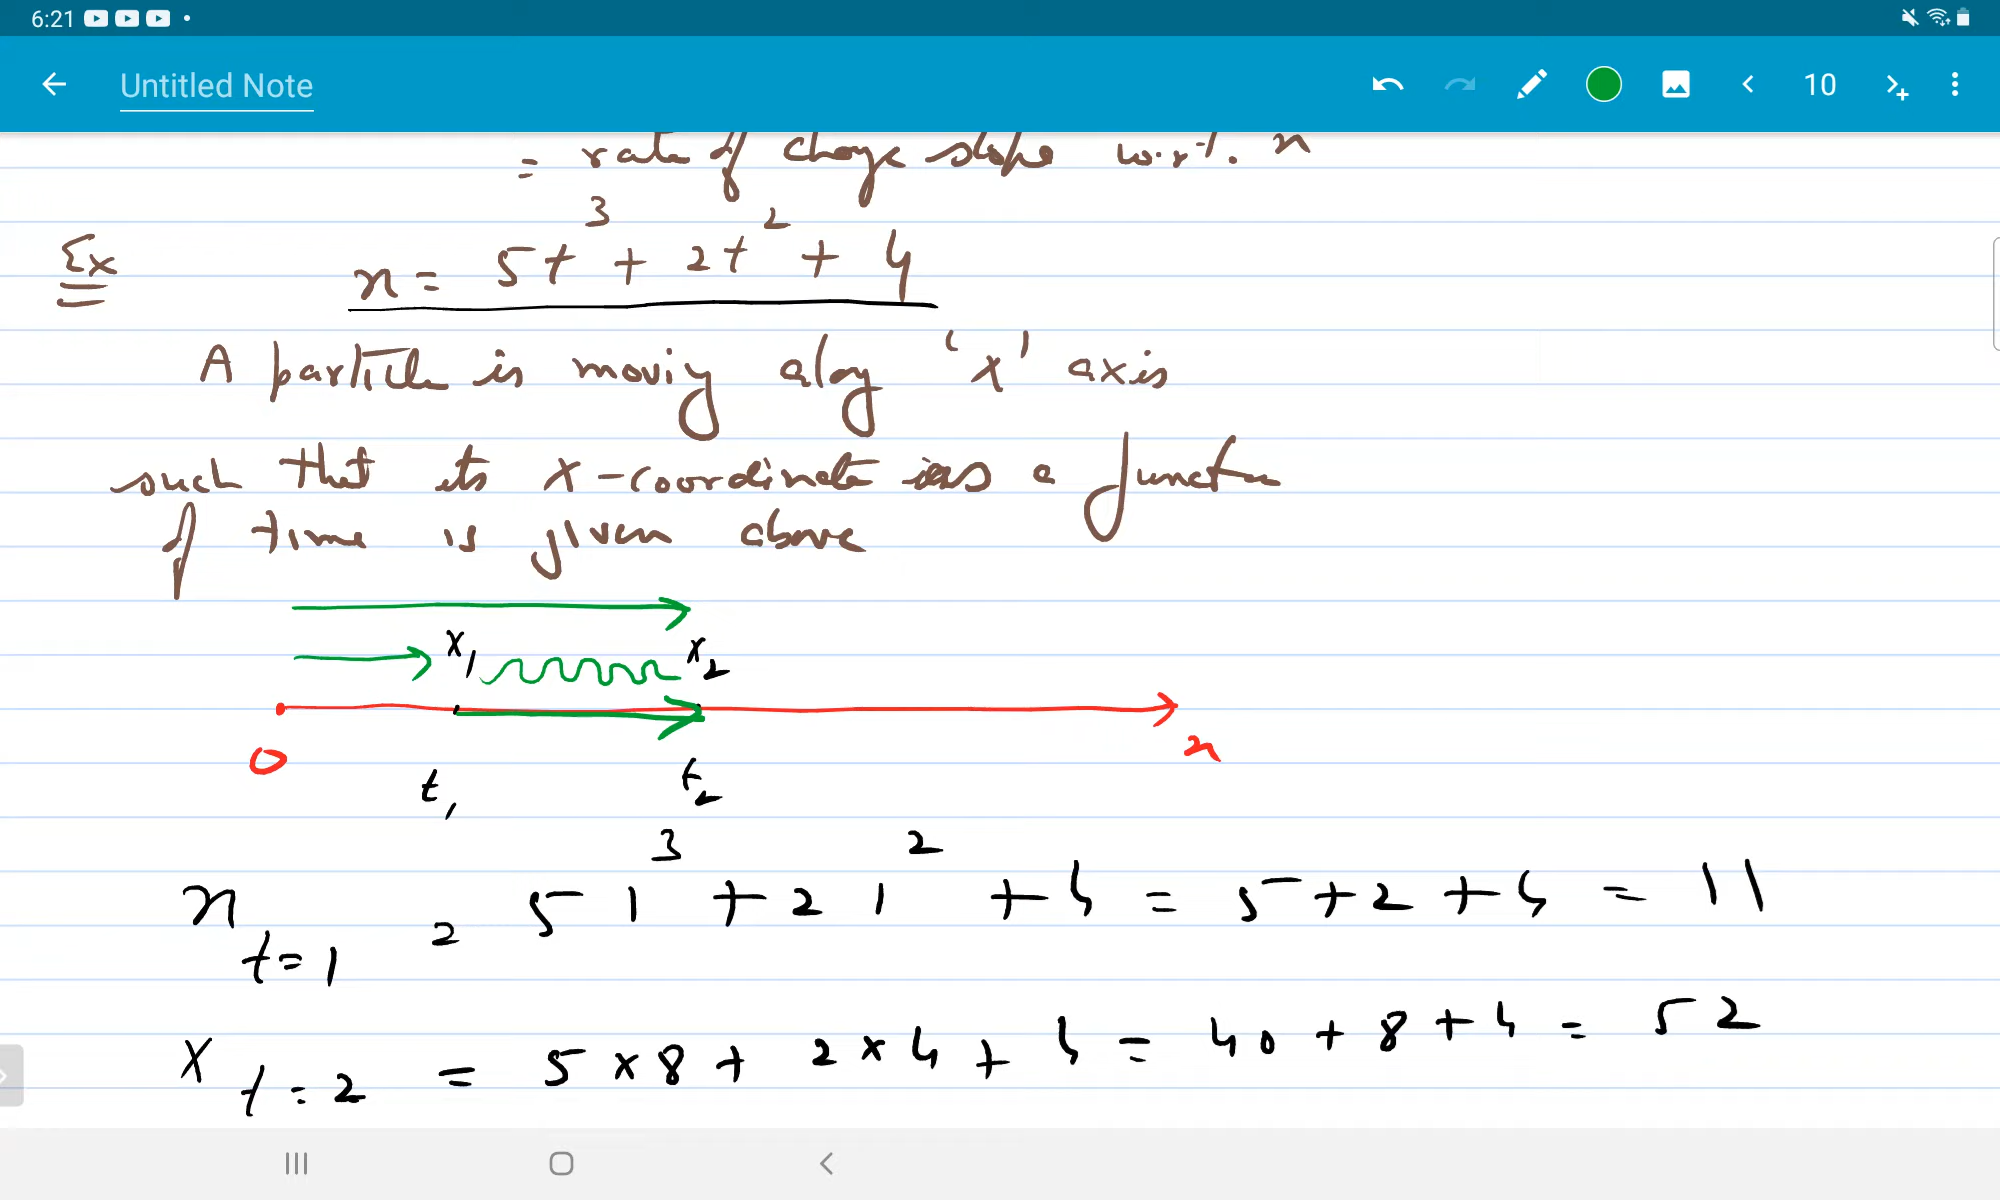 6:21
Untitled Note
10
= rate of change slope w.r.t. x
Ex x = 5t³ + 2t² + 4
A particle is moving along 'x' axis
such that its x-coordinate as a function
of time is given above
x₁ x₂
O x
t₁ t₂
x t=1 = 5 1³ + 2 1² + 4 = 5 + 2 + 4 = 11
x t=2 = 5 × 8 + 2 × 4 + 4 = 40 + 8 + 4 = 52